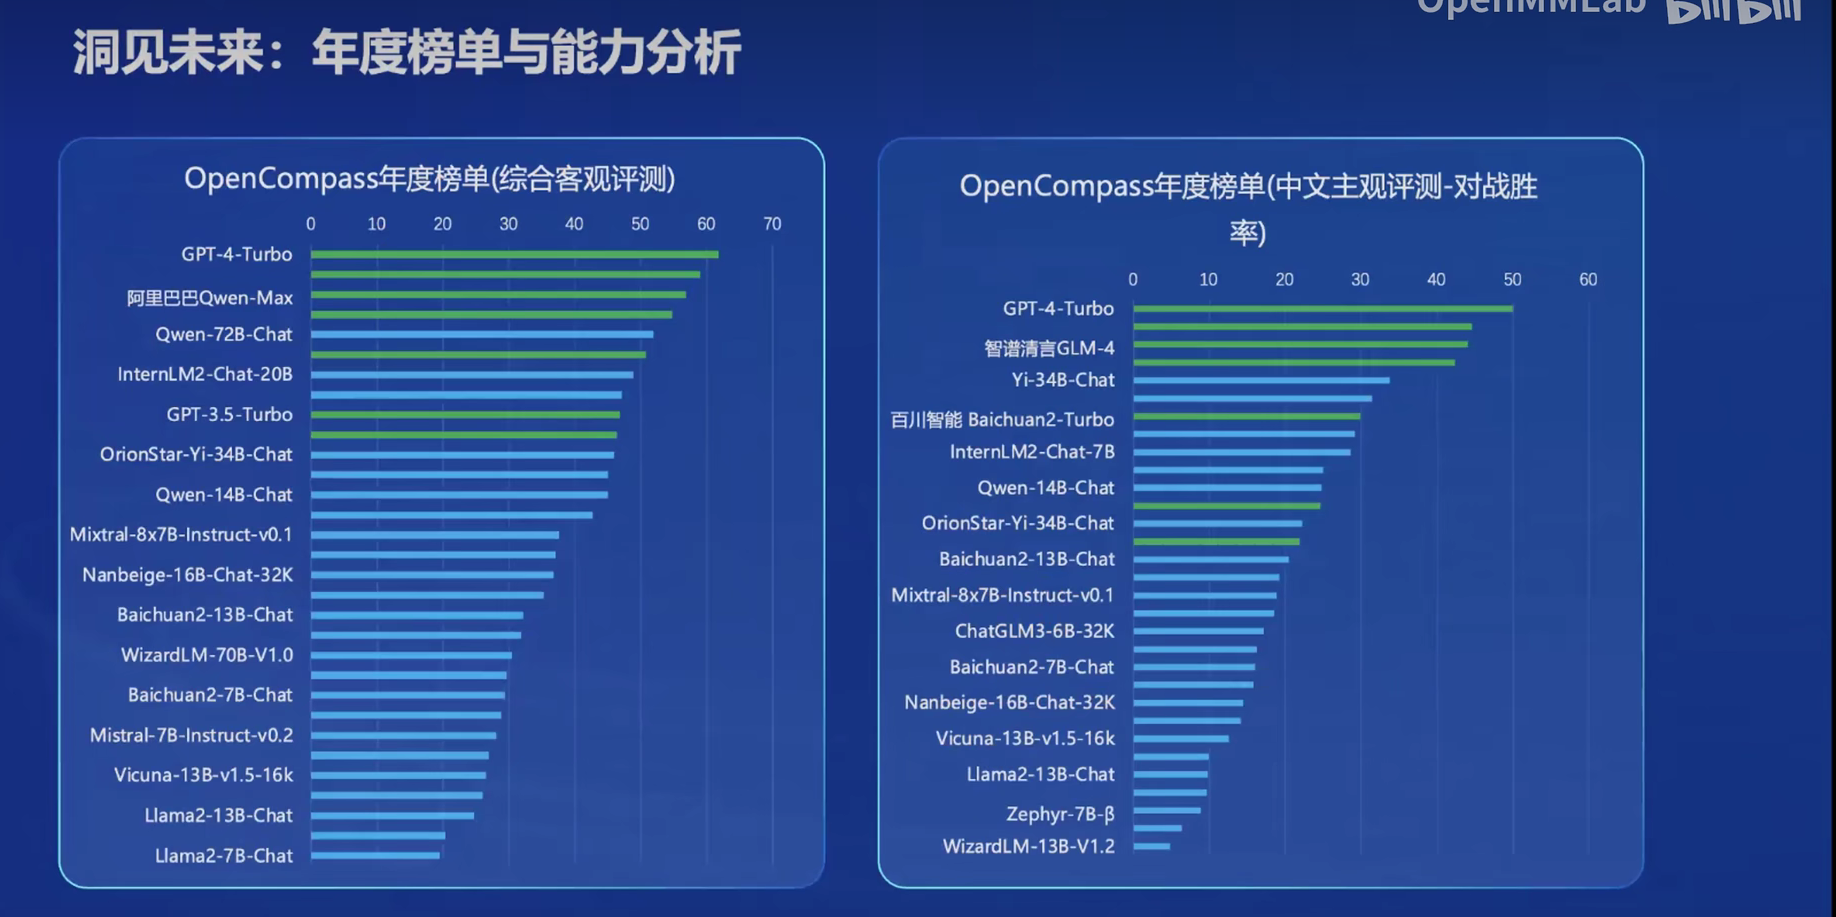 OpenMMLab bilibili
洞见未来：年度榜单与能力分析
OpenCompass年度榜单(综合客观评测)
0 10 20 30 40 50 60 70
GPT-4-Turbo
阿里巴巴Qwen-Max
Qwen-72B-Chat
InternLM2-Chat-20B
GPT-3.5-Turbo
OrionStar-Yi-34B-Chat
Qwen-14B-Chat
Mixtral-8x7B-Instruct-v0.1
Nanbeige-16B-Chat-32K
Baichuan2-13B-Chat
WizardLM-70B-V1.0
Baichuan2-7B-Chat
Mistral-7B-Instruct-v0.2
Vicuna-13B-v1.5-16k
Llama2-13B-Chat
Llama2-7B-Chat
OpenCompass年度榜单(中文主观评测-对战胜
率)
0 10 20 30 40 50 60
GPT-4-Turbo
智谱清言GLM-4
Yi-34B-Chat
百川智能 Baichuan2-Turbo
InternLM2-Chat-7B
Qwen-14B-Chat
OrionStar-Yi-34B-Chat
Baichuan2-13B-Chat
Mixtral-8x7B-Instruct-v0.1
ChatGLM3-6B-32K
Baichuan2-7B-Chat
Nanbeige-16B-Chat-32K
Vicuna-13B-v1.5-16k
Llama2-13B-Chat
Zephyr-7B-β
WizardLM-13B-V1.2